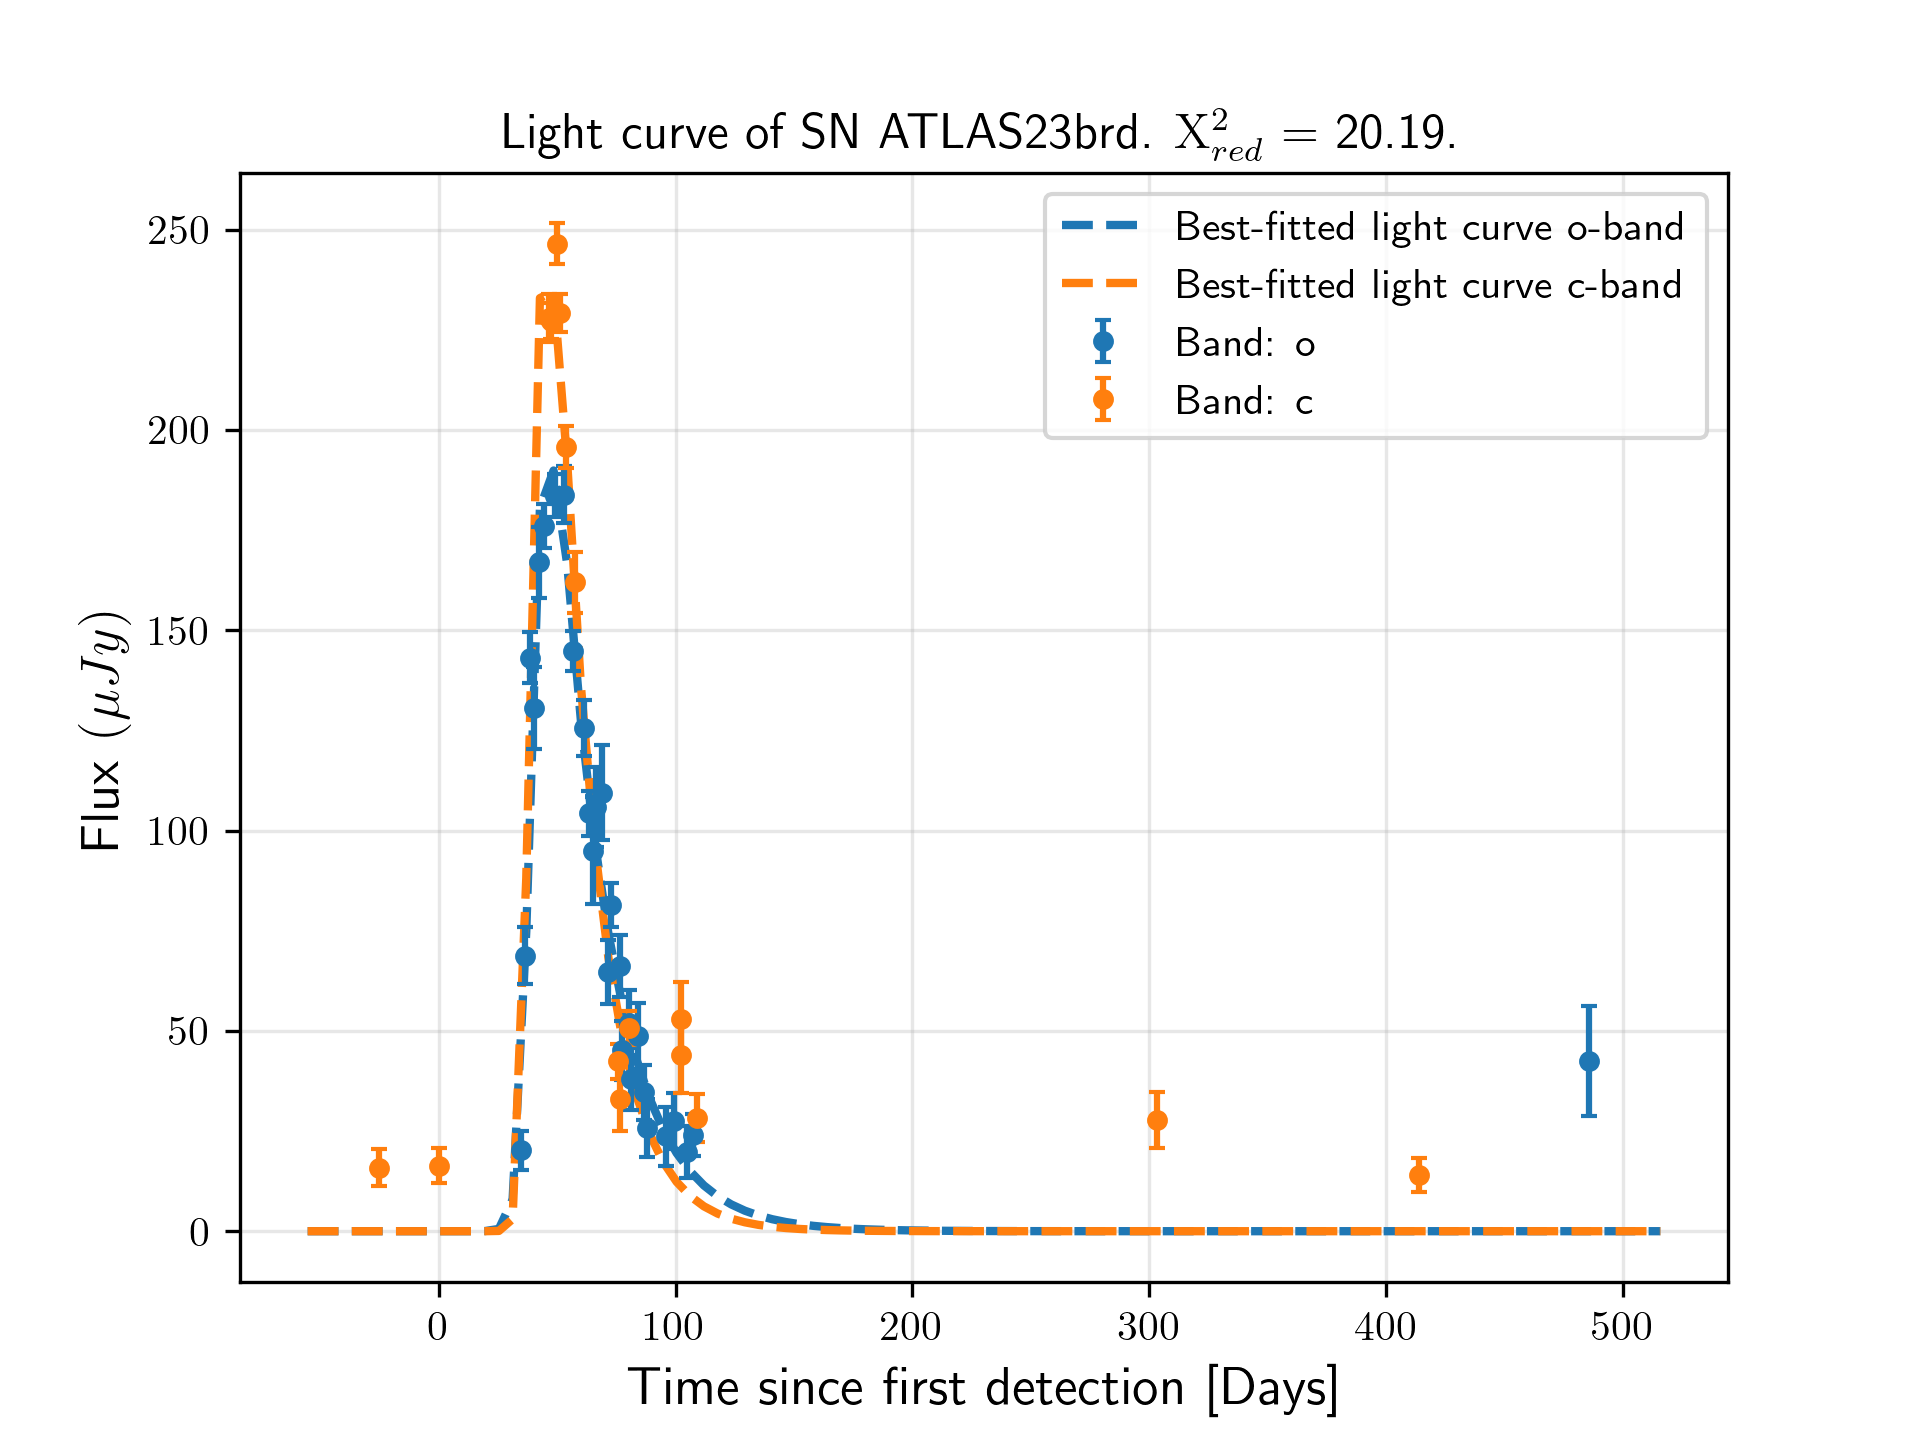 Light curve of SN ATLAS23brd. X²_red = 20.19.
Best-fitted light curve o-band
Best-fitted light curve c-band
Band: o
Band: c
250
200
150
100
50
0
Flux (μJy)
0 100 200 300 400 500
Time since first detection [Days]